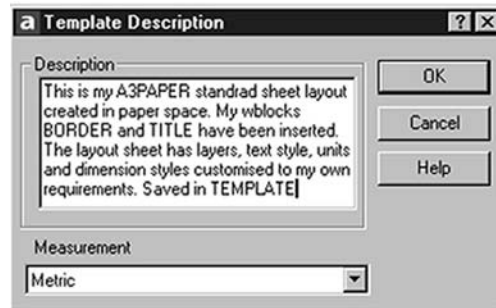 a Template Description
Description
This is my A3PAPER standrad sheet layout
created in paper space. My wblocks
BORDER and TITLE have been inserted.
The layout sheet has layers, text style, units
and dimension styles customised to my own
requirements. Saved in TEMPLATE
OK
Cancel
Help
Measurement
Metric